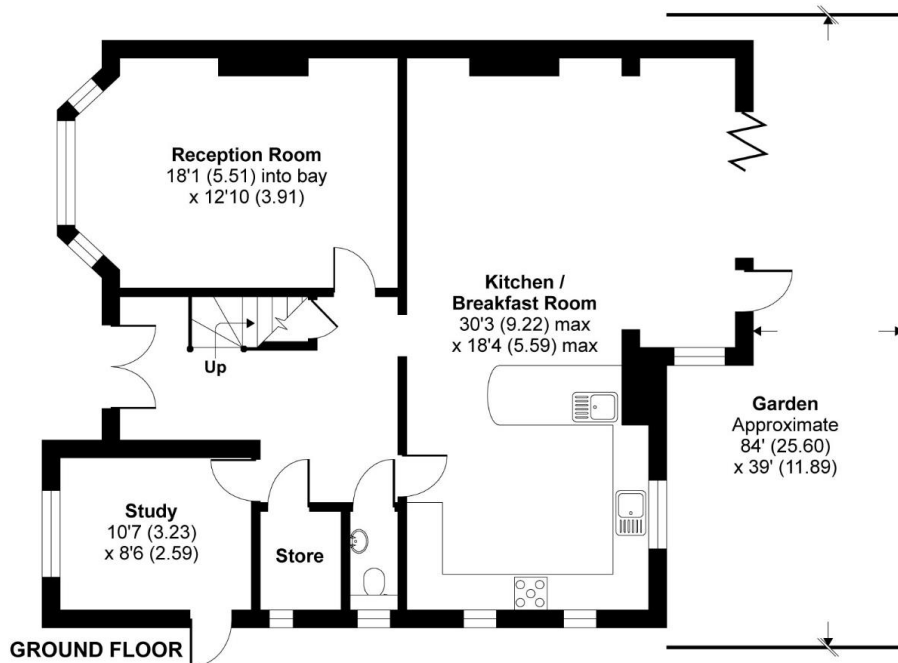 Reception Room
18'1 (5.51) into bay
x 12'10 (3.91)
Kitchen /
Breakfast Room
30'3 (9.22) max
x 18'4 (5.59) max
Up
Garden
Approximate
84' (25.60)
x 39' (11.89)
Study
10'7 (3.23)
x 8'6 (2.59)
Store
GROUND FLOOR